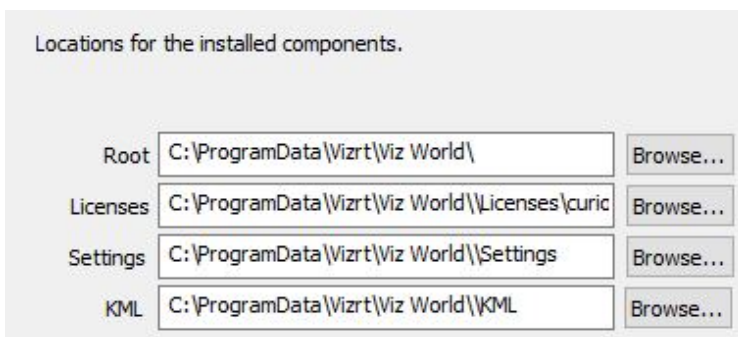 Locations for the installed components.
Root C:\ProgramData\Vizrt\Viz World\ Browse...
Licenses C:\ProgramData\Vizrt\Viz World\\Licenses\curic Browse...
Settings C:\ProgramData\Vizrt\Viz World\\Settings Browse...
KML C:\ProgramData\Vizrt\Viz World\\KML Browse...